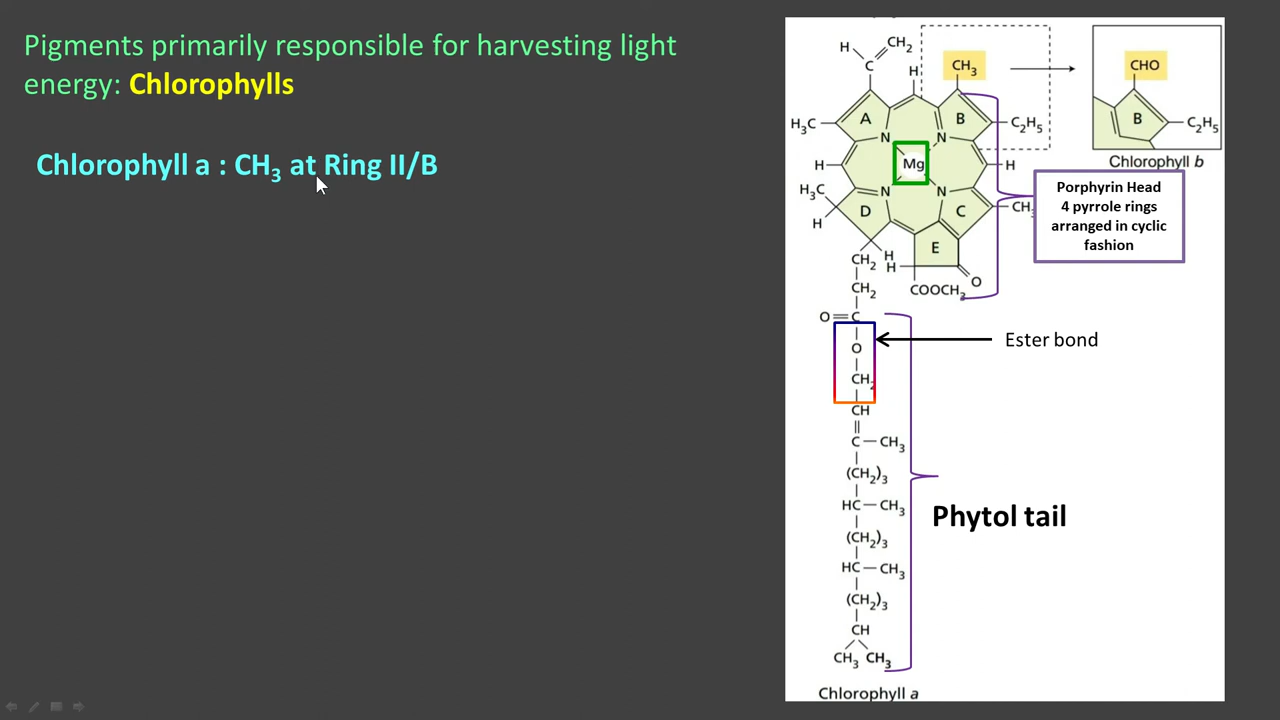 Pigments primarily responsible for harvesting light
energy: Chlorophylls
Chlorophyll a : CH₃ at Ring II/B
H
CH₂
C
H
CH₃
CHO
H₃C
A
B
C₂H₅
B
C₂H₅
N
N
Chlorophyll b
H
Mg
H
H₃C
N
N
CH₃
Porphyrin Head
4 pyrrole rings
arranged in cyclic
fashion
H
D
C
E
CH₂
H
H
O
CH₂
COOCH₃
O=C
O
Ester bond
CH₂
CH
C—CH₃
(CH₂)₃
HC—CH₃
Phytol tail
(CH₂)₃
HC—CH₃
(CH₂)₃
CH
CH₃ CH₃
Chlorophyll a